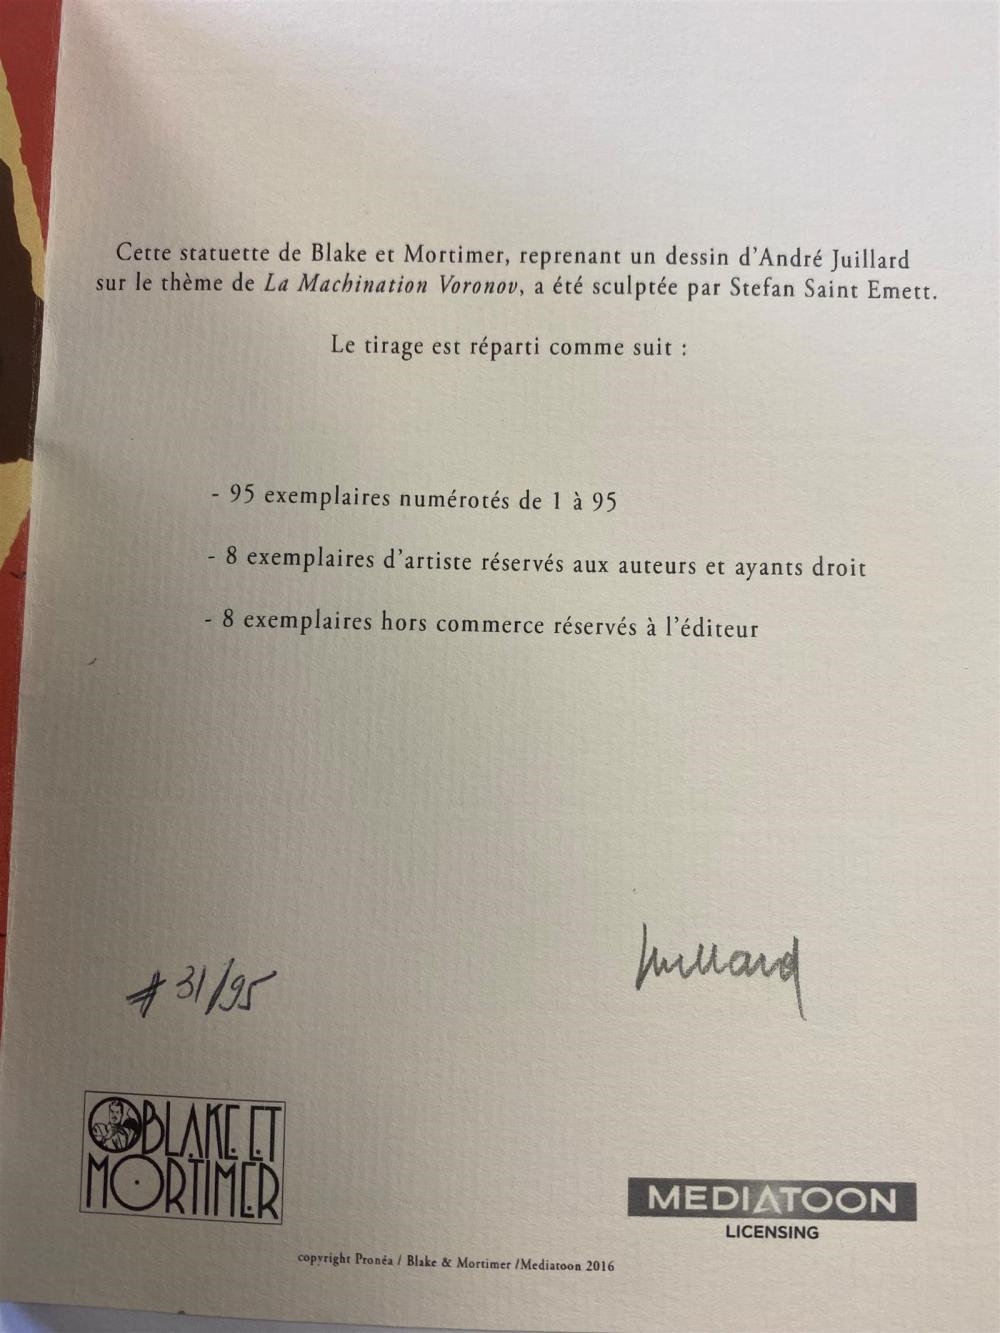 Cette statuette de Blake et Mortimer, reprenant un dessin d'André Juillard
sur le thème de La Machination Voronov, a été sculptée par Stefan Saint Emett.
Le tirage est réparti comme suit :
- 95 exemplaires numérotés de 1 à 95
- 8 exemplaires d'artiste réservés aux auteurs et ayants droit
- 8 exemplaires hors commerce réservés à l'éditeur
# 31/95
Juillard
BLAKE ET
MORTIMER
MEDIATOON
LICENSING
copyright Pronéa / Blake & Mortimer /Mediatoon 2016